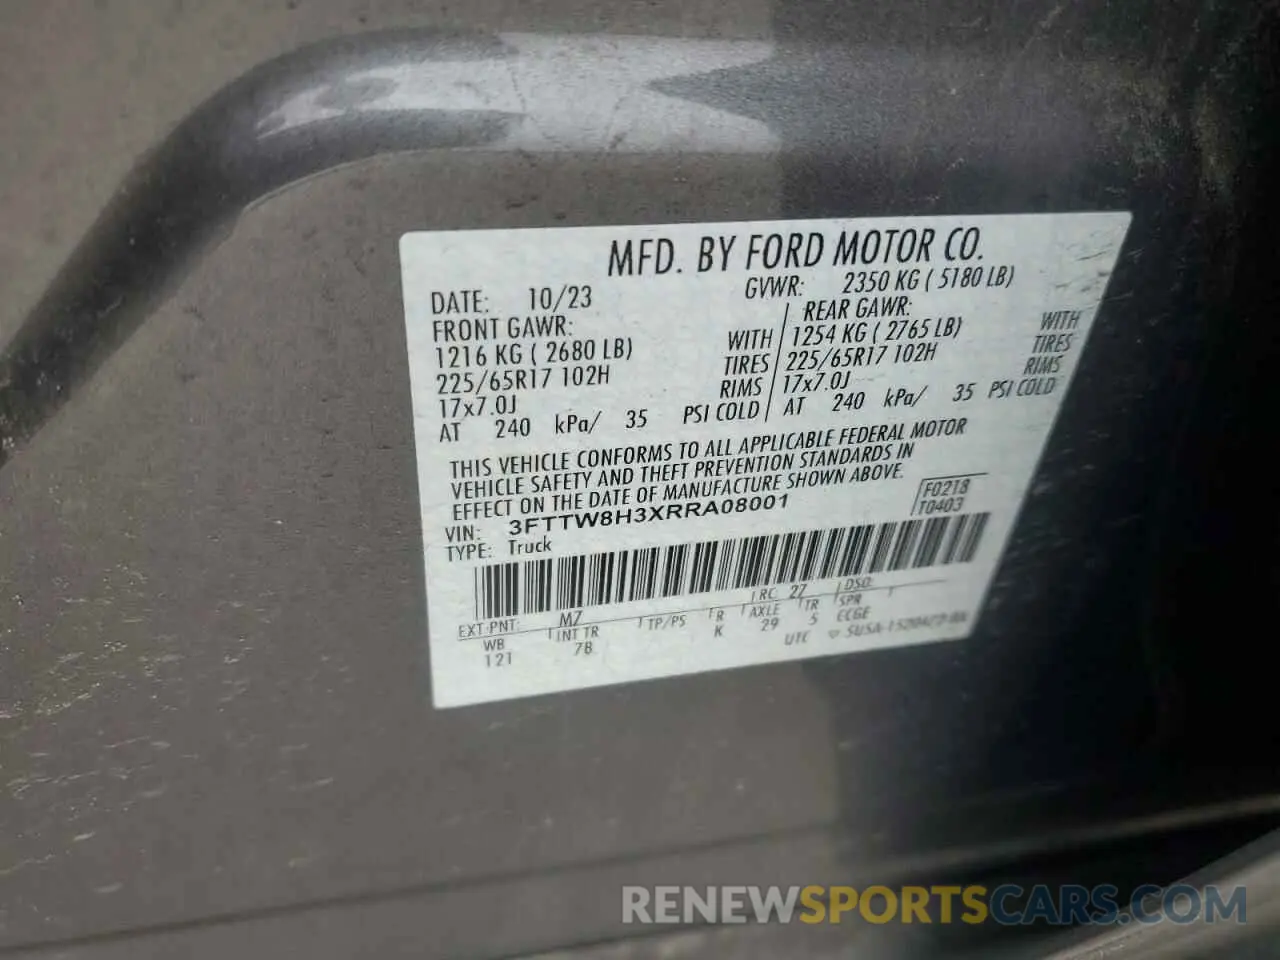 MFD. BY FORD MOTOR CO.
DATE: 10/23 GVWR: 2350 KG ( 5180 LB)
FRONT GAWR: REAR GAWR:
1216 KG ( 2680 LB) WITH 1254 KG ( 2765 LB) WITH
225/65R17 102H TIRES 225/65R17 102H TIRES
17x7.0J RIMS 17x7.0J RIMS
AT 240 kPa/ 35 PSI COLD AT 240 kPa/ 35 PSI COLD
THIS VEHICLE CONFORMS TO ALL APPLICABLE FEDERAL MOTOR
VEHICLE SAFETY AND THEFT PREVENTION STANDARDS IN
EFFECT ON THE DATE OF MANUFACTURE SHOWN ABOVE.
VIN: 3FTTW8H3XRRA08001 F0218
TYPE: Truck T0403
EXT PNT: M7 RC 27 DSO:
WB INT TR TP/PS R AXLE TR SPR
121 7B K 29 5 ECGE
UTC
RENEWSPORTSCARS.COM